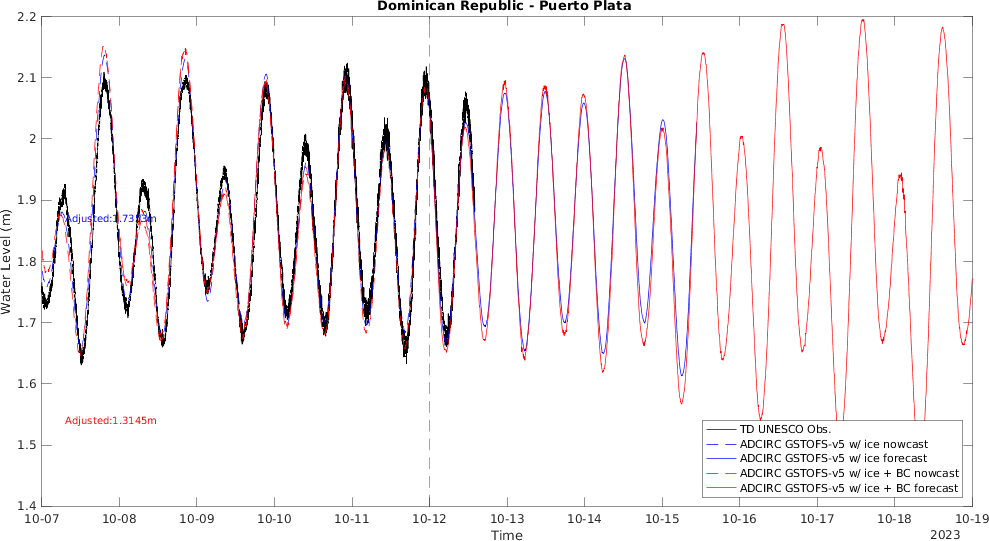 Dominican Republic - Puerto Plata
Water Level (m)
2.2
2.1
2
1.9
1.8
1.7
1.6
1.5
1.4
Adjusted:1.3145m
TD UNESCO Obs.
ADCIRC GSTOFS-v5 w/ ice nowcast
ADCIRC GSTOFS-v5 w/ ice forecast
ADCIRC GSTOFS-v5 w/ ice + BC nowcast
ADCIRC GSTOFS-v5 w/ ice + BC forecast
10-07
10-08
10-09
10-10
10-11
10-12
10-13
10-14
10-15
10-16
10-17
10-18
10-19
Time
2023